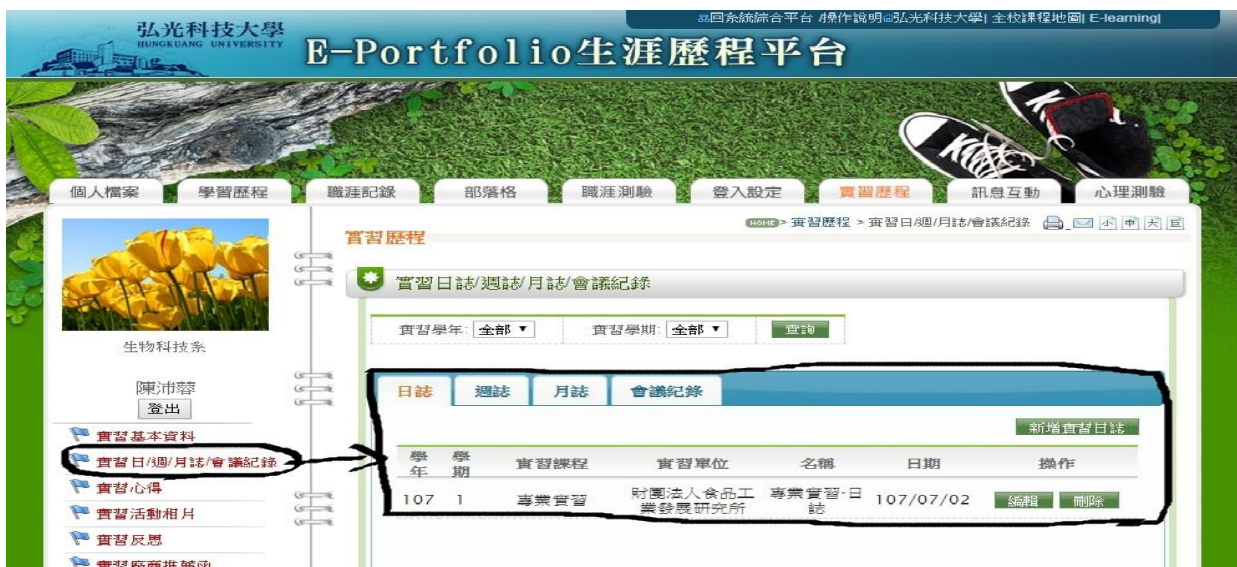 回系統綜合平台 操作說明 弘光科技大學| 全校課程地圖| E-learning|
弘光科技大學
HUNGKUANG UNIVERSITY
E-Portfolio生涯歷程平台
個人檔案 學習歷程 職涯記錄 部落格 職涯測驗 登入設定 實習歷程 訊息互動 心理測驗
HOME > 實習歷程 > 實習日/週/月誌/會議紀錄 小 中 大
實習歷程
實習日誌/週誌/月誌/會議紀錄
實習學年: 全部 實習學期: 全部 查詢
生物科技系
陳沛蓉
登出
實習基本資料
實習日/週/月誌/會議紀錄
實習心得
實習活動相片
實習反思
實習廠商推薦函
日誌 週誌 月誌 會議紀錄
新增實習日誌
學年 學期 實習課程 實習單位 名稱 日期 操作
107 1 專業實習 財團法人食品工業發展研究所 專業實習-日誌 107/07/02 編輯 刪除